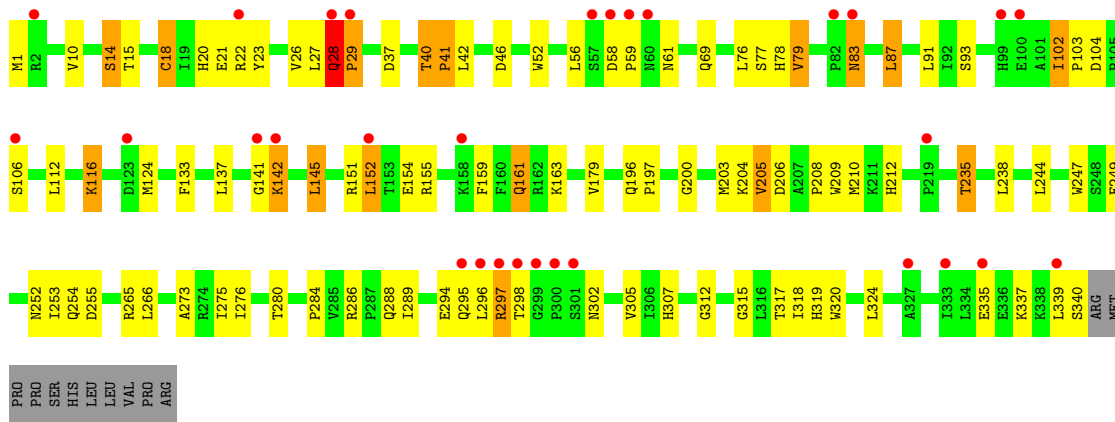 M1 R2 V10 S14 T15 C18 I19 H20 E21 R22 Y23 V26 L27 Q28 P29 D37 T40 P41 L42 D46 W52 L56 S57 D58 P59 N60 N61 Q69 L76 S77 H78 V79 P82 N83 L87 L91 I92 S93 H99 E100 A101 I102 P103 D104
S106 L112 K116 D123 M124 F133 L137 G141 K142 L145 R151 L152 T153 E154 R155 K158 F159 F160 Q161 R162 K163 V179 Q196 P197 G200 M203 K204 V205 D206 A207 P208 W209 M210 K211 H212 P219 T235 L238 L244 W247 S248
N252 I253 Q254 D255 R265 L266 A273 R274 I275 I276 T280 P284 V285 R286 P287 Q288 I289 E294 Q295 L296 R297 T298 G299 P300 S301 N302 V305 I306 H307 G312 G315 L316 T317 I318 H319 W320 L324 A327 I333 L334 E335 E336 K337 K338 L339 S340 ARG MET
PRO PRO SER HIS LEU LEU VAL PRO ARG